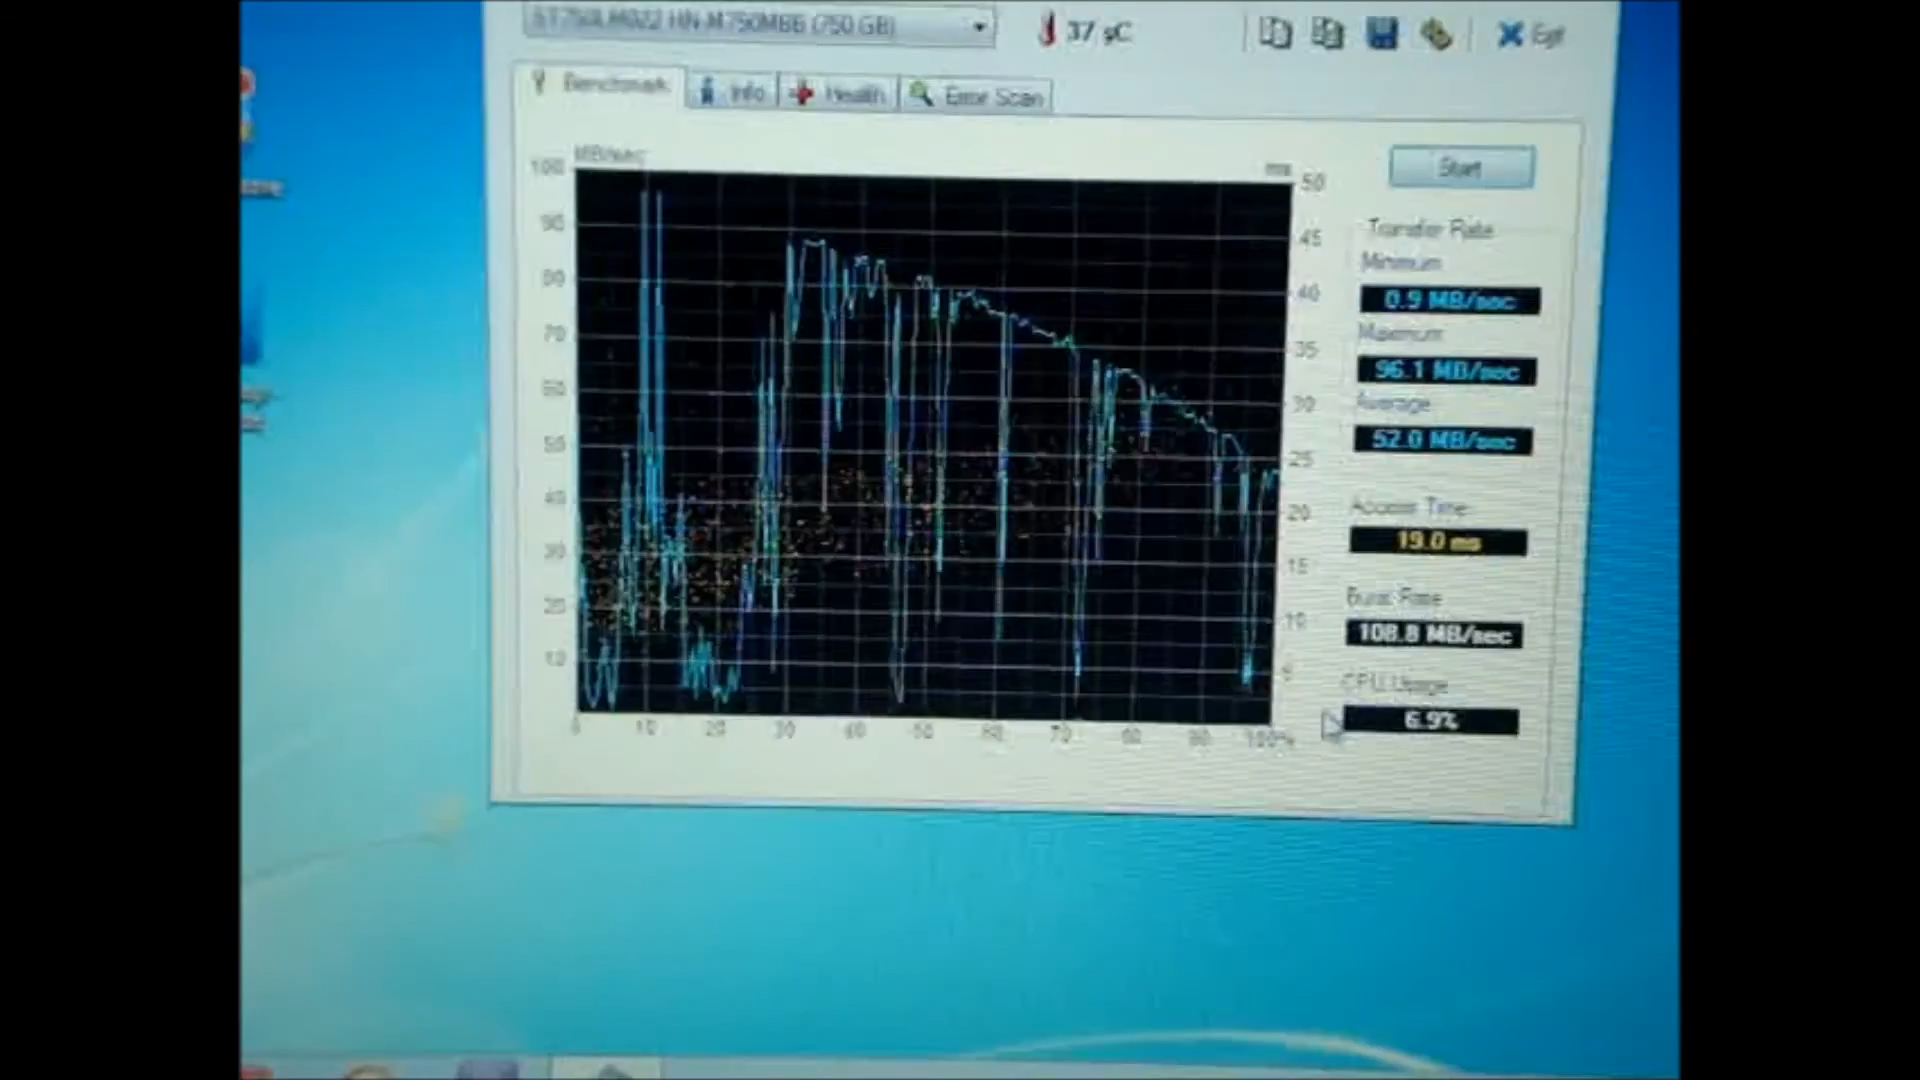 ST750LM022 HN-M750MBB (750 GB)
37 °C
Exit
Benchmark
Info
Health
Error Scan
MB/sec
ms
100
90
80
70
60
50
40
30
20
10
50
45
40
35
30
25
20
15
10
5
0
10
20
30
40
50
60
70
80
90
100%
Start
Transfer Rate
Minimum
0.9 MB/sec
Maximum
96.1 MB/sec
Average
52.0 MB/sec
Access Time
19.0 ms
Burst Rate
108.8 MB/sec
CPU Usage
6.9%